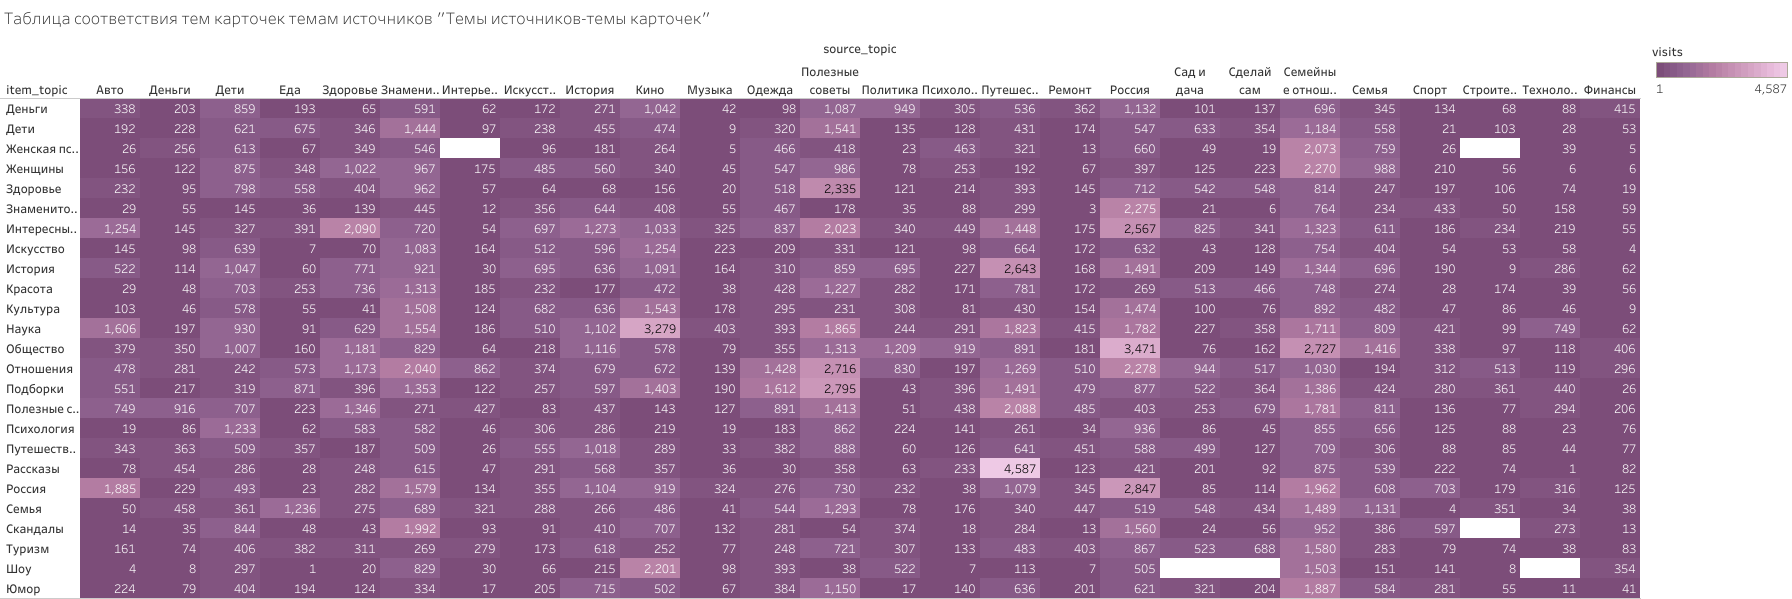 Таблица соответствия тем карточек темам источников "Темы источников-темы карточек"
source_topic
visits
1 4,587
Полезные Сад и Сделай Семейны
item_topic Авто Деньги Дети Еда Здоровье Знамени.. Интерье.. Искусст.. История Кино Музыка Одежда советы Политика Психоло.. Путешес.. Ремонт Россия дача сам е отнош.. Семья Спорт Строите.. Техноло.. Финансы
Деньги 338 203 859 193 65 591 62 172 271 1,042 42 98 1,087 949 305 536 362 1,132 101 137 696 345 134 68 88 415
Дети 192 228 621 675 346 1,444 97 238 455 474 9 320 1,541 135 128 431 174 547 633 354 1,184 558 21 103 28 53
Женская пс.. 26 256 613 67 349 546 96 181 264 5 466 418 23 463 321 13 660 49 19 2,073 759 26 39 5
Женщины 156 122 875 348 1,022 967 175 485 560 340 45 547 986 78 253 192 67 397 125 223 2,270 988 210 56 6 6
Здоровье 232 95 798 558 404 962 57 64 68 156 20 518 2,335 121 214 393 145 712 542 548 814 247 197 106 74 19
Знаменито.. 29 55 145 36 139 445 12 356 644 408 55 467 178 35 88 299 3 2,275 21 6 764 234 433 50 158 59
Интересны.. 1,254 145 327 391 2,090 720 54 697 1,273 1,033 325 837 2,023 340 449 1,448 175 2,567 825 341 1,323 611 186 234 219 55
Искусство 145 98 639 7 70 1,083 164 512 596 1,254 223 209 331 121 98 664 172 632 43 128 754 404 54 53 58 4
История 522 114 1,047 60 771 921 30 695 636 1,091 164 310 859 695 227 2,643 168 1,491 209 149 1,344 696 190 9 286 62
Красота 29 48 703 253 736 1,313 185 232 177 472 38 428 1,227 282 171 781 172 269 513 466 748 274 28 174 39 56
Культура 103 46 578 55 41 1,508 124 682 636 1,543 178 295 231 308 81 430 154 1,474 100 76 892 482 47 86 46 9
Наука 1,606 197 930 91 629 1,554 186 510 1,102 3,279 403 393 1,865 244 291 1,823 415 1,782 227 358 1,711 809 421 99 749 62
Общество 379 350 1,007 160 1,181 829 64 218 1,116 578 79 355 1,313 1,209 919 891 181 3,471 76 162 2,727 1,416 338 97 118 406
Отношения 478 281 242 573 1,173 2,040 862 374 679 672 139 1,428 2,716 830 197 1,269 510 2,278 944 517 1,030 194 312 513 119 296
Подборки 551 217 319 871 396 1,353 122 257 597 1,403 190 1,612 2,795 43 396 1,491 479 877 522 364 1,386 424 280 361 440 26
Полезные с.. 749 916 707 223 1,346 271 427 83 437 143 127 891 1,413 51 438 2,088 485 403 253 679 1,781 811 136 77 294 206
Психология 19 86 1,233 62 583 582 46 306 286 219 19 183 862 224 141 261 34 936 86 45 855 656 125 88 23 76
Путешеств.. 343 363 509 357 187 509 26 555 1,018 289 33 382 888 60 126 641 451 588 499 127 709 306 88 85 44 77
Рассказы 78 454 286 28 248 615 47 291 568 357 36 30 358 63 233 4,587 123 421 201 92 875 539 222 74 1 82
Россия 1,885 229 493 23 282 1,579 134 355 1,104 919 324 276 730 232 38 1,079 345 2,847 85 114 1,962 608 703 179 316 125
Семья 50 458 361 1,236 275 689 321 288 266 486 41 544 1,293 78 176 340 447 519 548 434 1,489 1,131 4 351 34 38
Скандалы 14 35 844 48 43 1,992 93 91 410 707 132 281 54 374 18 284 13 1,560 24 56 952 386 597 273 13
Туризм 161 74 406 382 311 269 279 173 618 252 77 248 721 307 133 483 403 867 523 688 1,580 283 79 74 38 83
Шоу 4 8 297 1 20 829 30 66 215 2,201 98 393 38 522 7 113 7 505 1,503 151 141 8 354
Юмор 224 79 404 194 124 334 17 205 715 502 67 384 1,150 17 140 636 201 621 321 204 1,887 584 281 55 11 41